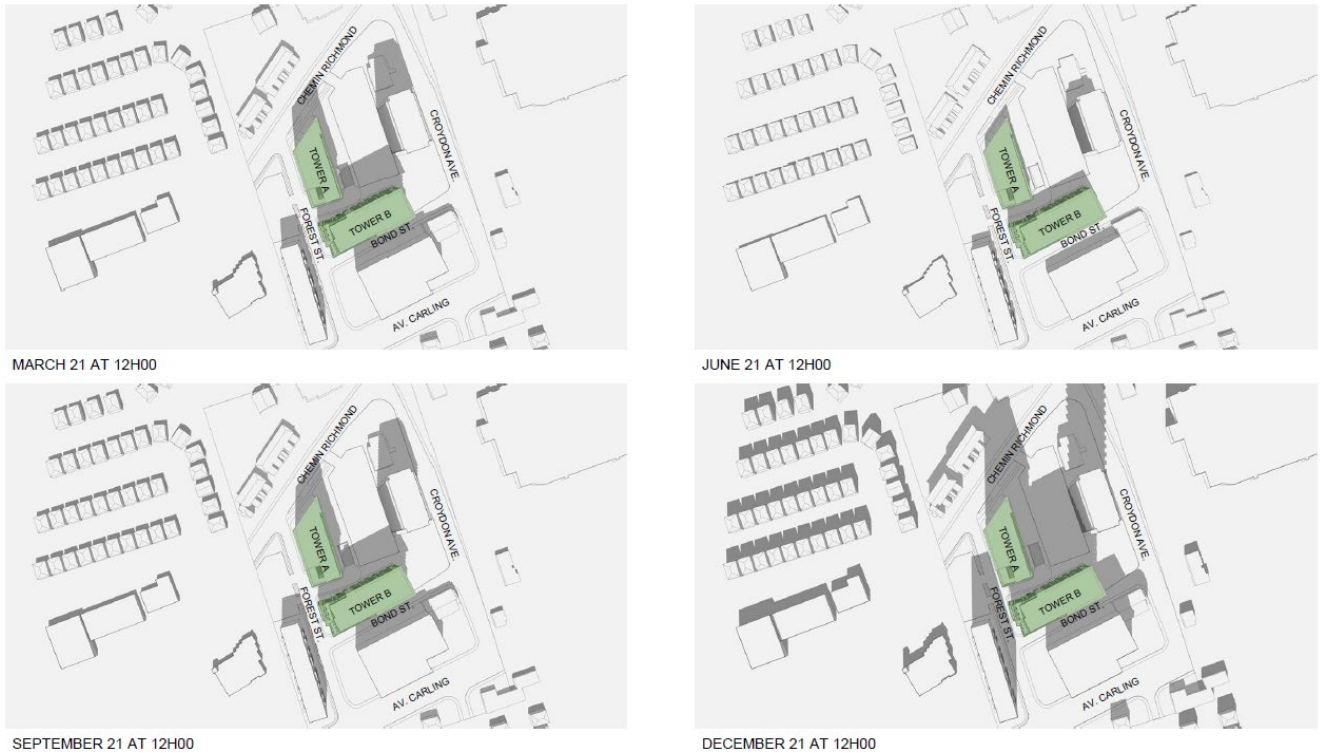 CHEMIN RICHMOND
CROYDON AVE.
TOWER A
TOWER B
FOREST ST.
BOND ST.
AV. CARLING
MARCH 21 AT 12H00
CHEMIN RICHMOND
CROYDON AVE.
TOWER A
TOWER B
FOREST ST.
BOND ST.
AV. CARLING
JUNE 21 AT 12H00
CHEMIN RICHMOND
CROYDON AVE.
TOWER A
TOWER B
FOREST ST.
BOND ST.
AV. CARLING
SEPTEMBER 21 AT 12H00
CHEMIN RICHMOND
CROYDON AVE.
TOWER A
TOWER B
FOREST ST.
BOND ST.
AV. CARLING
DECEMBER 21 AT 12H00